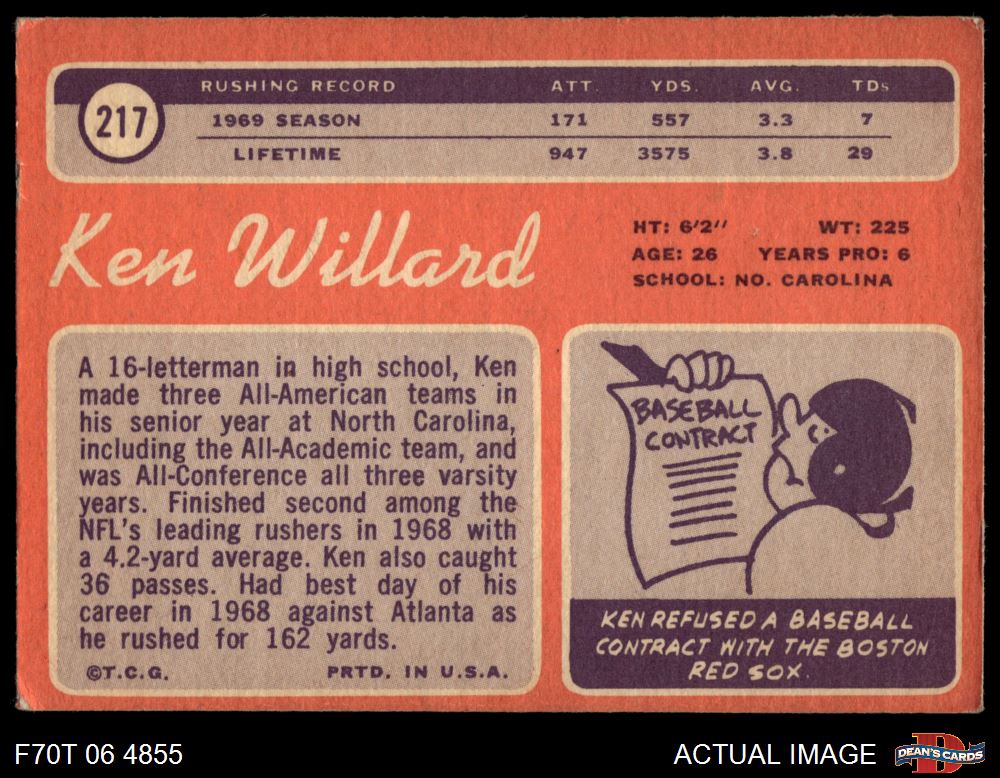 217
RUSHING RECORD ATT. YDS. AVG. TDs
1969 SEASON 171 557 3.3 7
LIFETIME 947 3575 3.8 29
Ken Willard
HT: 6'2'' WT: 225
AGE: 26 YEARS PRO: 6
SCHOOL: NO. CAROLINA
A 16-letterman in high school, Ken
made three All-American teams in
his senior year at North Carolina,
including the All-Academic team, and
was All-Conference all three varsity
years. Finished second among the
NFL's leading rushers in 1968 with
a 4.2-yard average. Ken also caught
36 passes. Had best day of his
career in 1968 against Atlanta as
he rushed for 162 yards.
©T.C.G. PRTD. IN U.S.A.
BASEBALL
CONTRACT
KEN REFUSED A BASEBALL
CONTRACT WITH THE BOSTON
RED SOX.
F70T 06 4855
ACTUAL IMAGE
D
DEAN'S CARDS